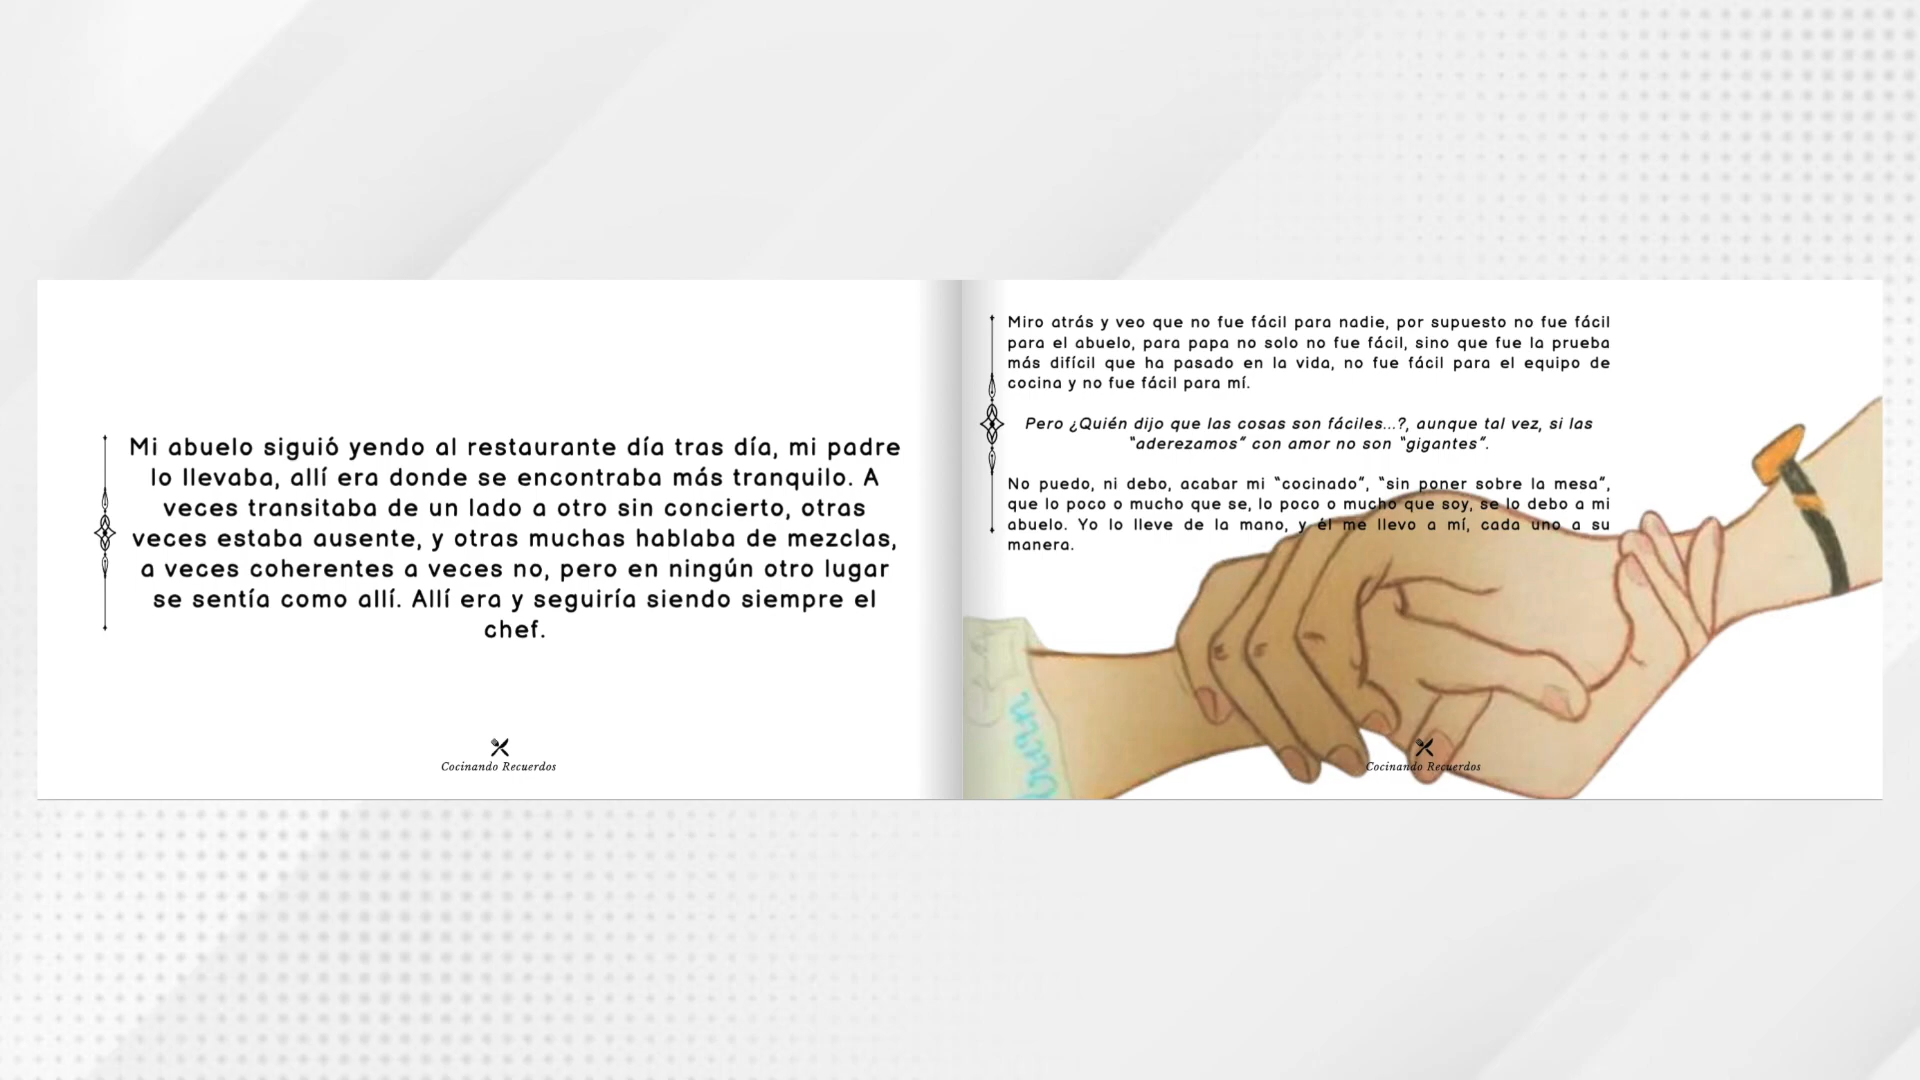 Mi abuelo siguió yendo al restaurante día tras día, mi padre
lo llevaba, allí era donde se encontraba más tranquilo. A
veces transitaba de un lado a otro sin concierto, otras
veces estaba ausente, y otras muchas hablaba de mezclas,
a veces coherentes a veces no, pero en ningún otro lugar
se sentía como allí. Allí era y seguiría siendo siempre el
chef.
Cocinando Recuerdos
Miro atrás y veo que no fue fácil para nadie, por supuesto no fue fácil
para el abuelo, para papa no solo no fue fácil, sino que fue la prueba
más difícil que ha pasado en la vida, no fue fácil para el equipo de
cocina y no fue fácil para mí.
Pero ¿Quién dijo que las cosas son fáciles...?, aunque tal vez, si las
“aderezamos” con amor no son “gigantes”.
No puedo, ni debo, acabar mi “cocinado”, “sin poner sobre la mesa”,
que lo poco o mucho que se, lo poco o mucho que soy, se lo debo a mi
abuelo. Yo lo lleve de la mano, y él me llevo a mí, cada uno a su
manera.
Cocinando Recuerdos